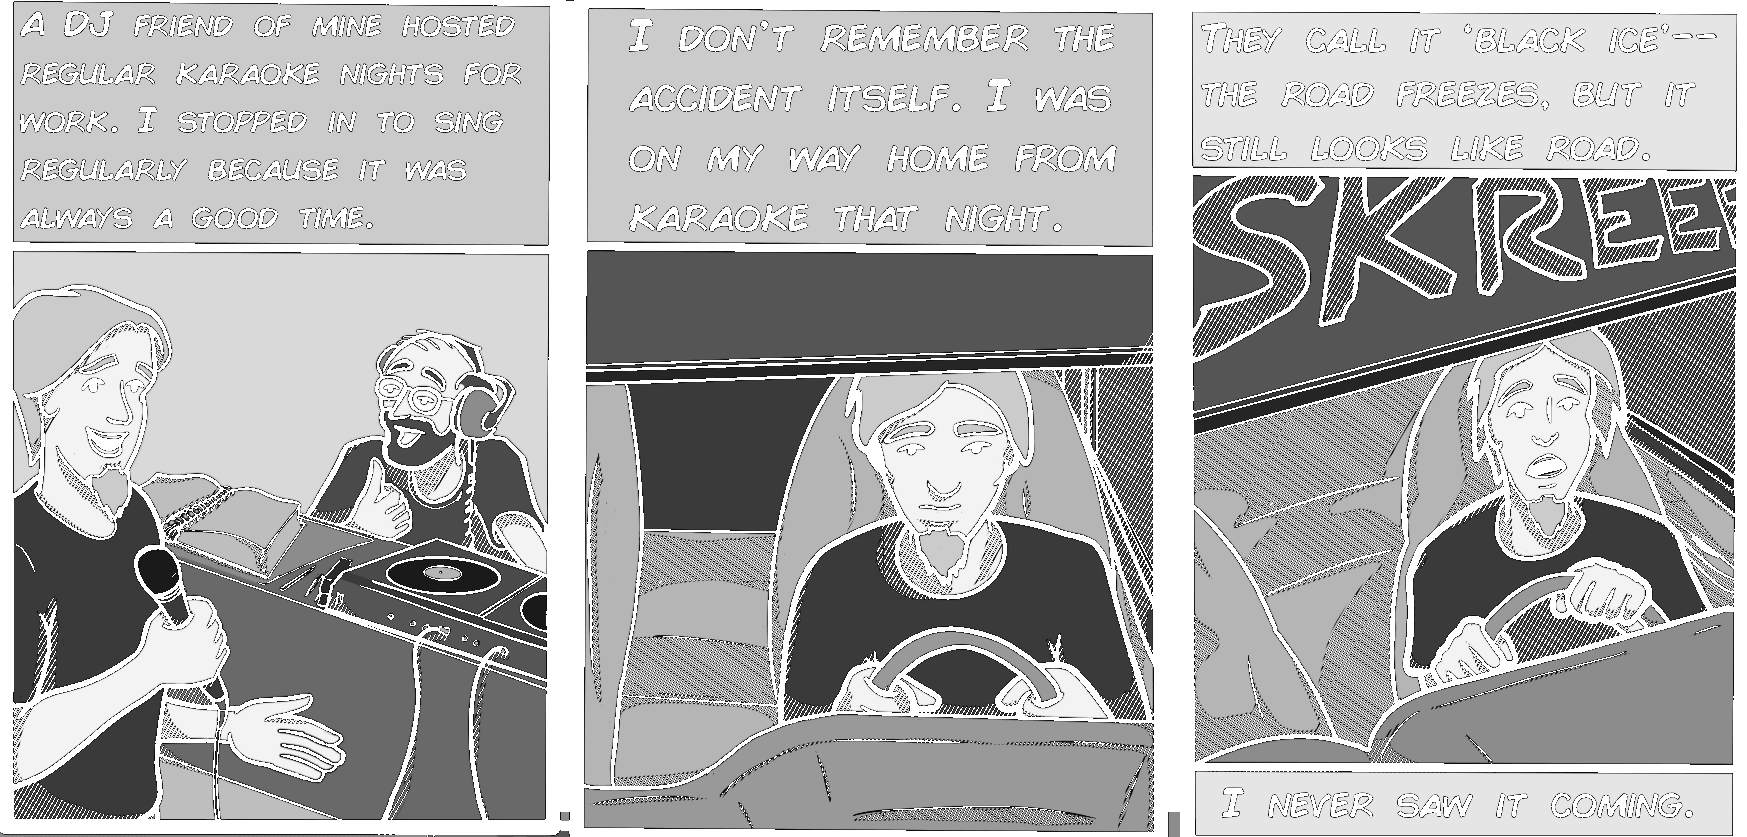 A DJ FRIEND OF MINE HOSTED
REGULAR KARAOKE NIGHTS FOR
WORK. I STOPPED IN TO SING
REGULARLY BECAUSE IT WAS
ALWAYS A GOOD TIME.
I DON'T REMEMBER THE
ACCIDENT ITSELF. I WAS
ON MY WAY HOME FROM
KARAOKE THAT NIGHT.
THEY CALL IT 'BLACK ICE'--
THE ROAD FREEZES, BUT IT
STILL LOOKS LIKE ROAD.
SKREEE
I NEVER SAW IT COMING.